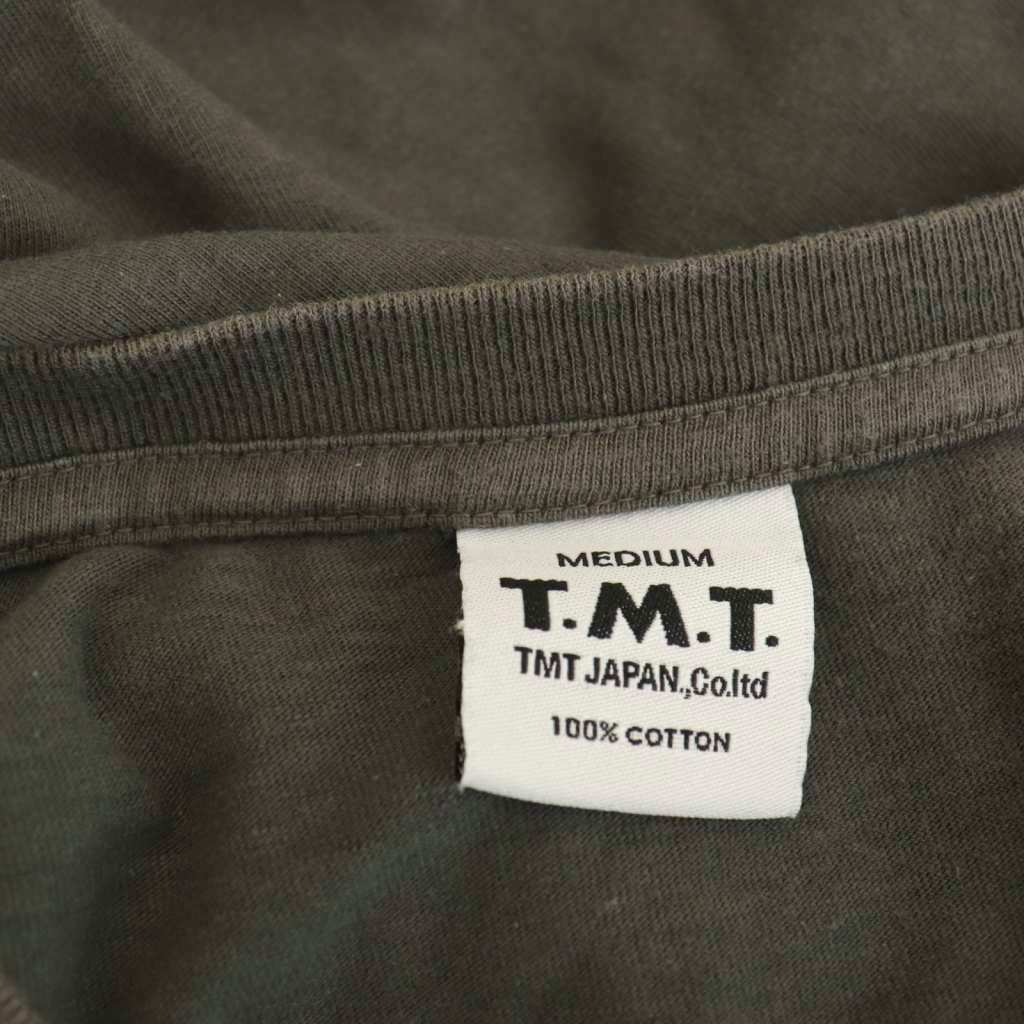 MEDIUM
T.M.T.
TMT JAPAN.,Co.ltd
100% COTTON